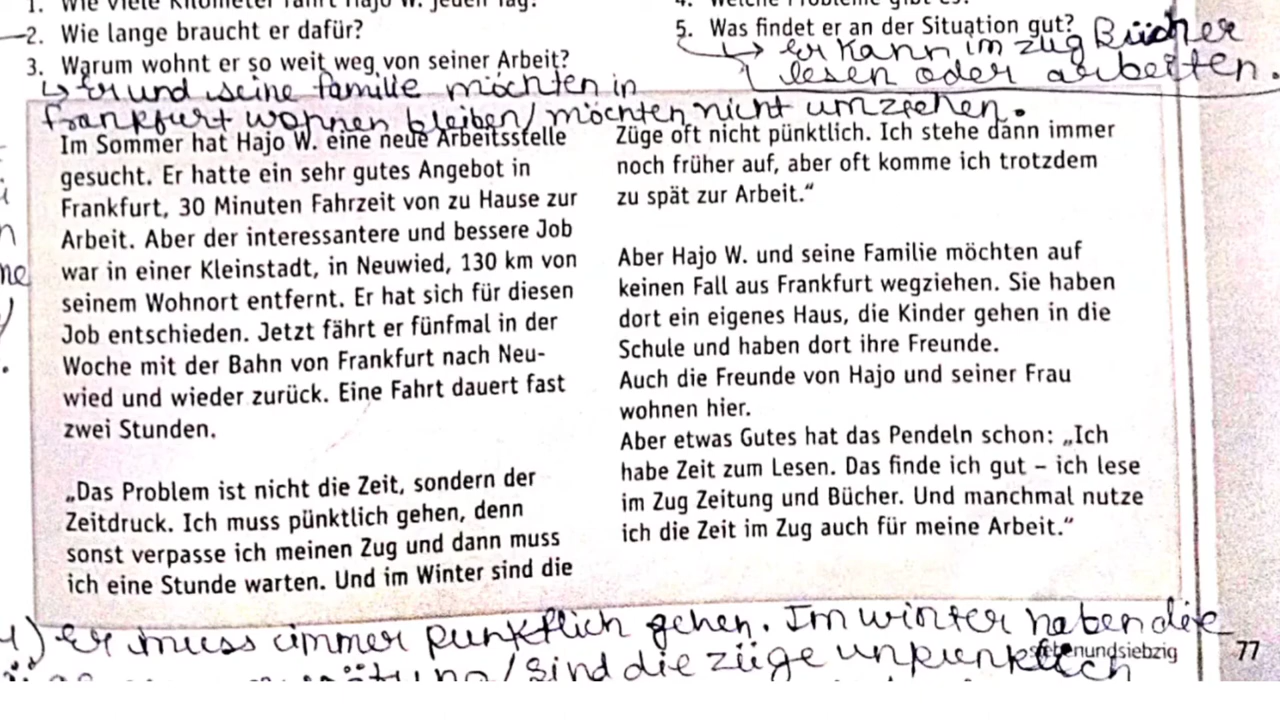 1. Wie viele Kilometer fährt Hajo W. jeden Tag?
2. Wie lange braucht er dafür?
3. Warum wohnt er so weit weg von seiner Arbeit?
↳ Er und seine familie möchten in
frankfurt wohnen bleiben/ möchten nicht umziehen.
4. Welche Probleme gibt es?
5. Was findet er an der Situation gut?
↳ er kann im zug Bücher
lesen oder arbeiten.
Im Sommer hat Hajo W. eine neue Arbeitsstelle
gesucht. Er hatte ein sehr gutes Angebot in
Frankfurt, 30 Minuten Fahrzeit von zu Hause zur
Arbeit. Aber der interessantere und bessere Job
war in einer Kleinstadt, in Neuwied, 130 km von
seinem Wohnort entfernt. Er hat sich für diesen
Job entschieden. Jetzt fährt er fünfmal in der
Woche mit der Bahn von Frankfurt nach Neu-
wied und wieder zurück. Eine Fahrt dauert fast
zwei Stunden.
„Das Problem ist nicht die Zeit, sondern der
Zeitdruck. Ich muss pünktlich gehen, denn
sonst verpasse ich meinen Zug und dann muss
ich eine Stunde warten. Und im Winter sind die
Züge oft nicht pünktlich. Ich stehe dann immer
noch früher auf, aber oft komme ich trotzdem
zu spät zur Arbeit.“
Aber Hajo W. und seine Familie möchten auf
keinen Fall aus Frankfurt wegziehen. Sie haben
dort ein eigenes Haus, die Kinder gehen in die
Schule und haben dort ihre Freunde.
Auch die Freunde von Hajo und seiner Frau
wohnen hier.
Aber etwas Gutes hat das Pendeln schon: „Ich
habe Zeit zum Lesen. Das finde ich gut – ich lese
im Zug Zeitung und Bücher. Und manchmal nutze
ich die Zeit im Zug auch für meine Arbeit.“
4) Er muss immer punktlich gehen. Im winter haben die
/sind die züge unpunktlich
siebenundsiebzig 77